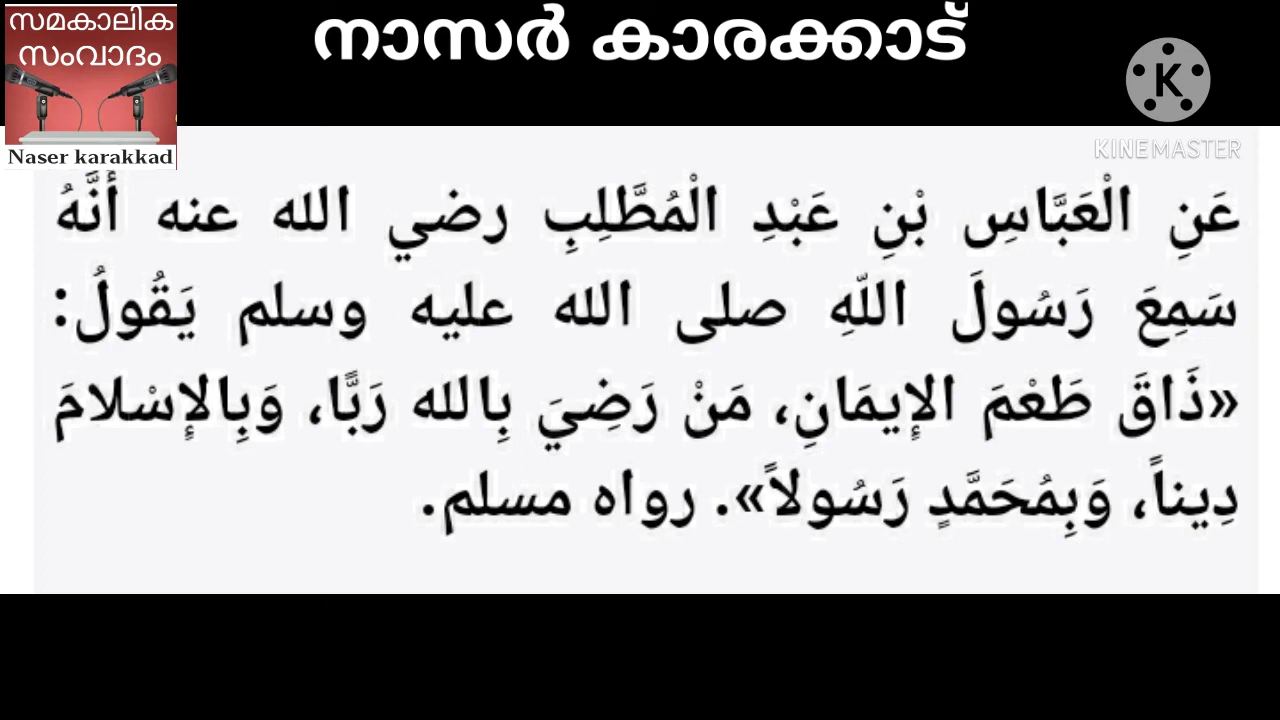 സമകാലിക
സംവാദം
Naser karakkad
നാസർ കാരക്കാട്
K
KINEMASTER
عَنِ الْعَبَّاسِ بْنِ عَبْدِ الْمُطَّلِبِ رضي الله عنه أَنَّهُ
سَمِعَ رَسُولَ اللّهِ صلى الله عليه وسلم يَقُولُ:
«ذَاقَ طَعْمَ الإِيمَانِ، مَنْ رَضِيَ بِالله رَبًّا، وَبِالإِسْلامَ
دِيناً، وَبِمُحَمَّدٍ رَسُولاً». رواه مسلم.